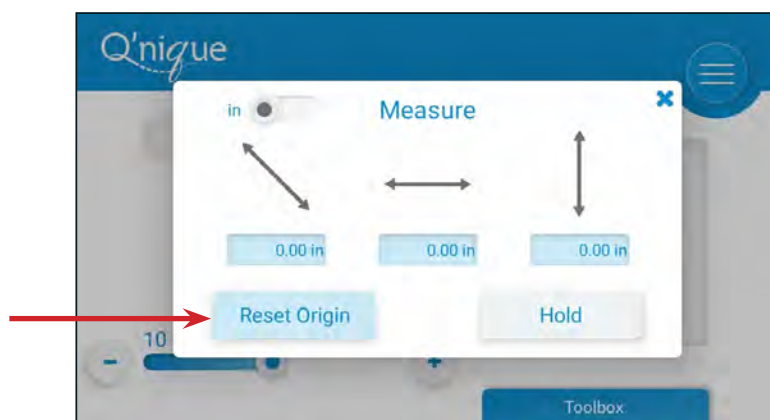 Q'nique
in
Measure
0.00 in
0.00 in
0.00 in
Reset Origin
Hold
10
Toolbox